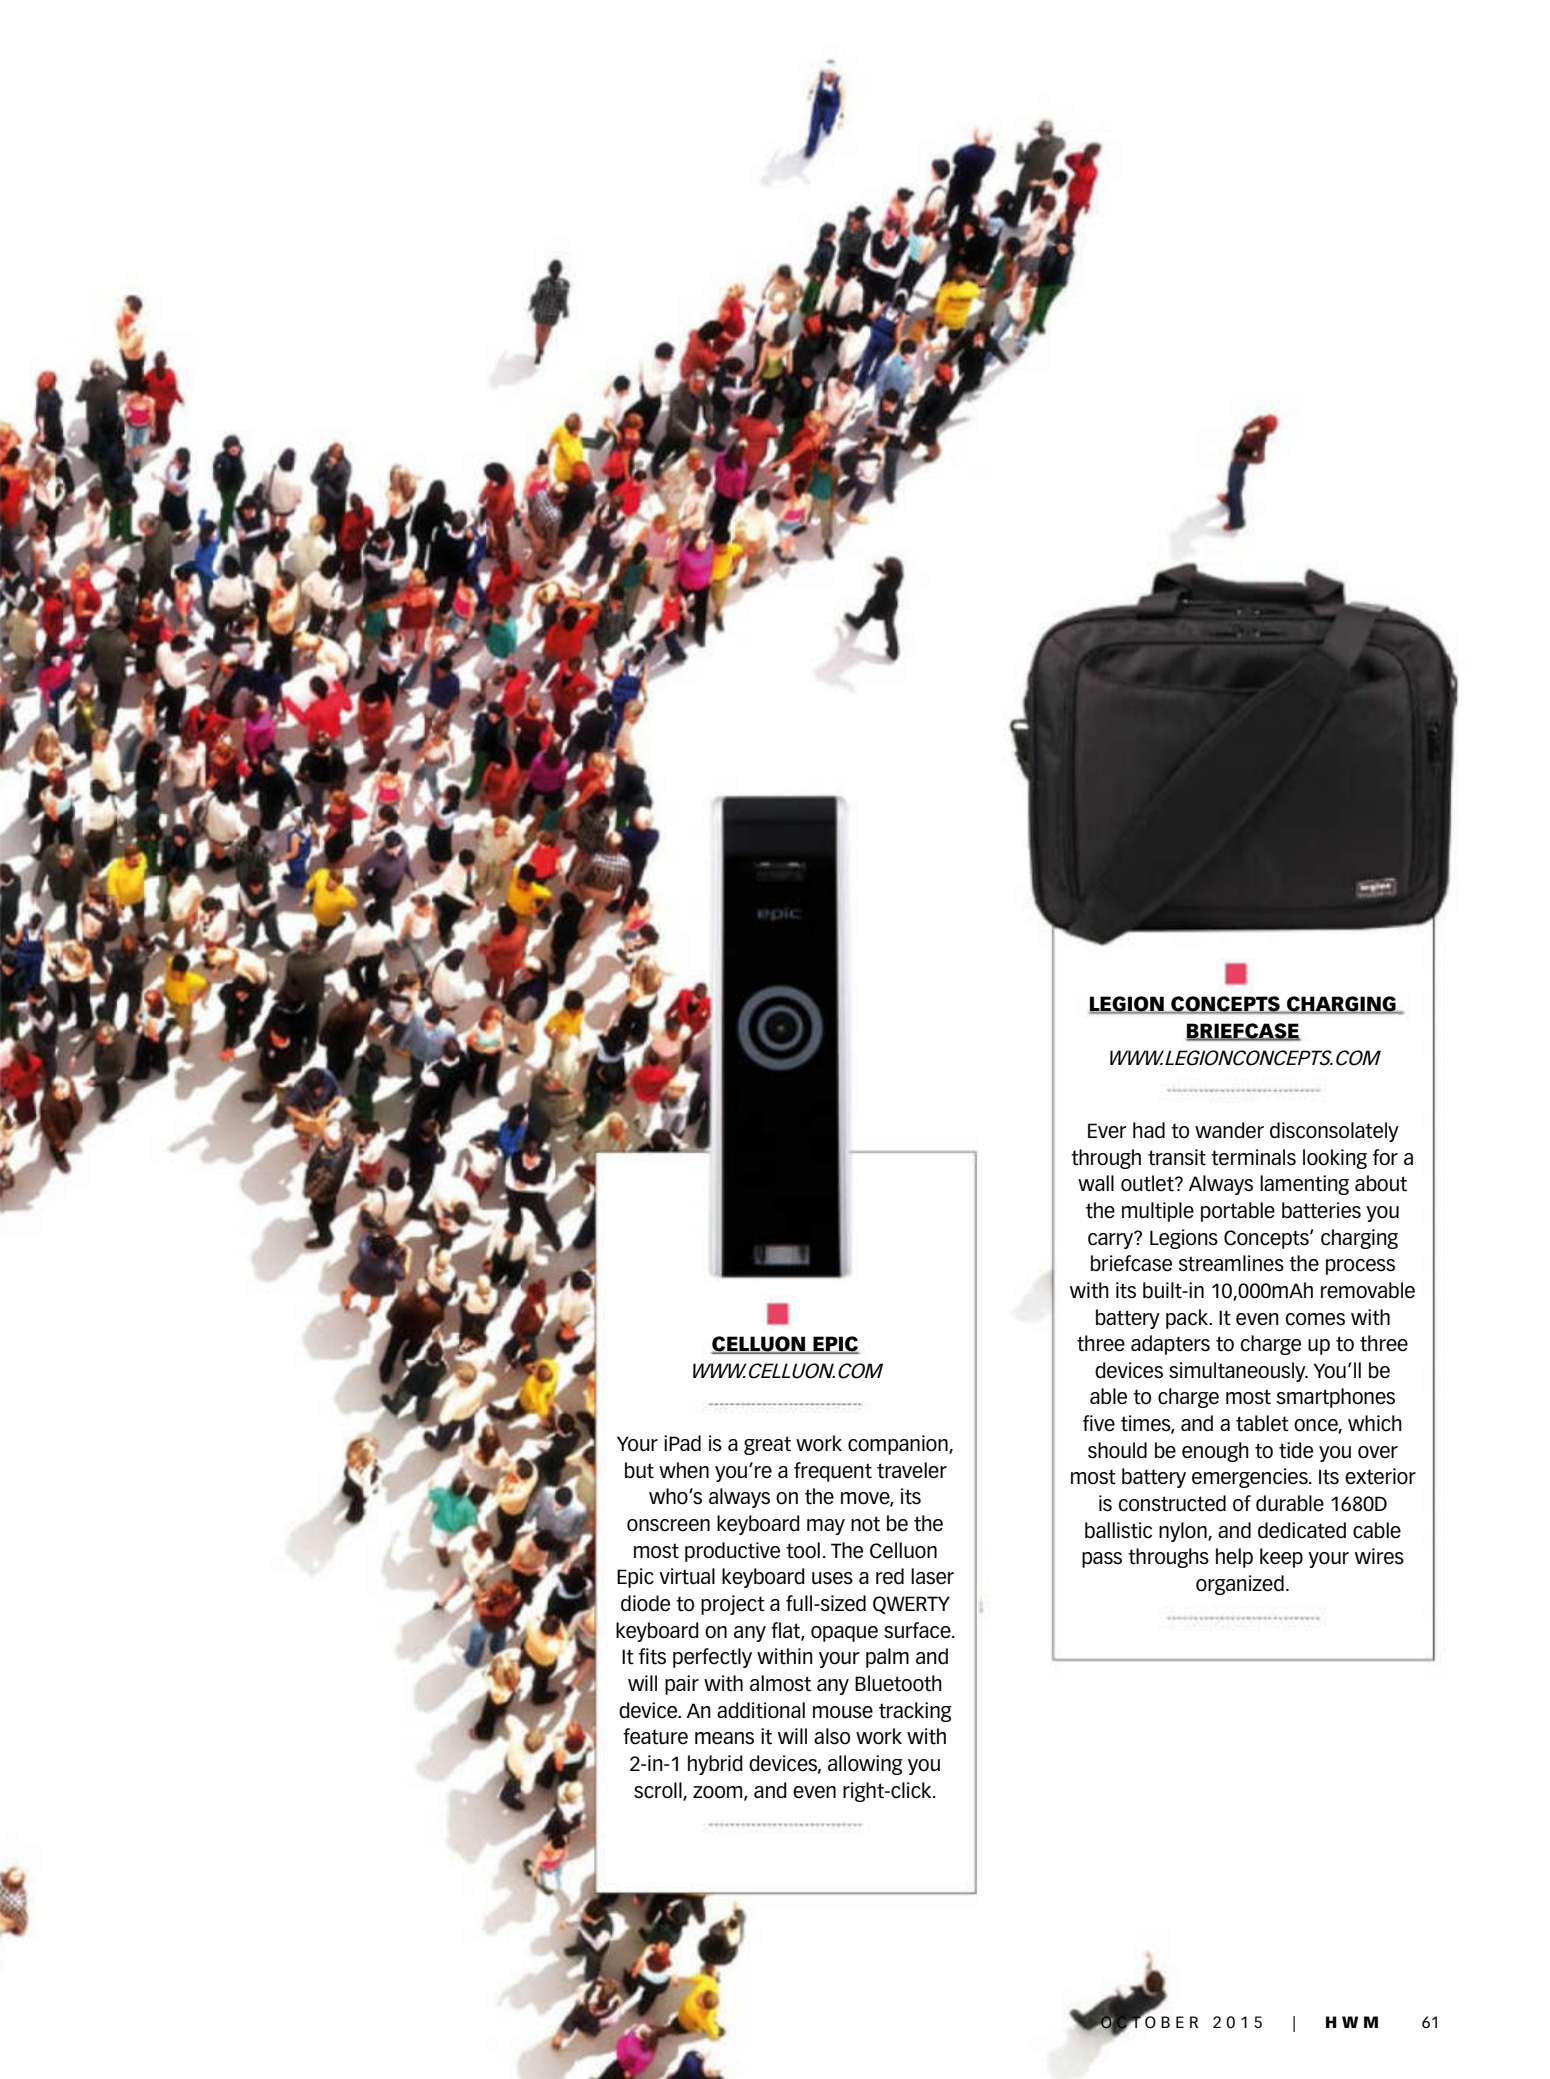 epic
CELLUON EPIC
WWW.CELLUON.COM
Your iPad is a great work companion,
but when you're a frequent traveler
who's always on the move, its
onscreen keyboard may not be the
most productive tool. The Celluon
Epic virtual keyboard uses a red laser
diode to project a full-sized QWERTY
keyboard on any flat, opaque surface.
It fits perfectly within your palm and
will pair with almost any Bluetooth
device. An additional mouse tracking
feature means it will also work with
2-in-1 hybrid devices, allowing you
scroll, zoom, and even right-click.
legion
LEGION CONCEPTS CHARGING
BRIEFCASE
WWW.LEGIONCONCEPTS.COM
Ever had to wander disconsolately
through transit terminals looking for a
wall outlet? Always lamenting about
the multiple portable batteries you
carry? Legions Concepts' charging
briefcase streamlines the process
with its built-in 10,000mAh removable
battery pack. It even comes with
three adapters to charge up to three
devices simultaneously. You'll be
able to charge most smartphones
five times, and a tablet once, which
should be enough to tide you over
most battery emergencies. Its exterior
is constructed of durable 1680D
ballistic nylon, and dedicated cable
pass throughs help keep your wires
organized.
OCTOBER 2015 | HWM 61